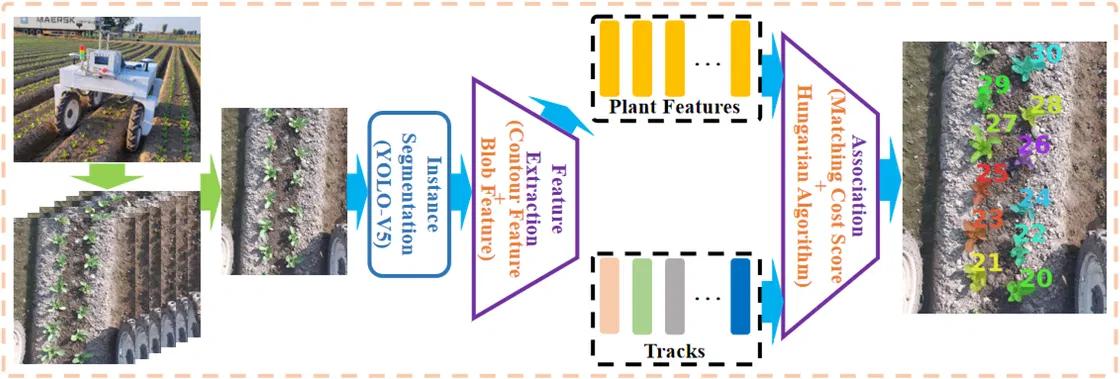 MAERSK
Instance
Segmentation
(YOLO-V5)
Feature
Extraction
(Contour Feature
+
Blob Feature)
...
Plant Features
...
Tracks
Association
(Matching Cost Score
+
Hungarian Algorithm)
30
29
28
27
26
25
24
23
22
21
20